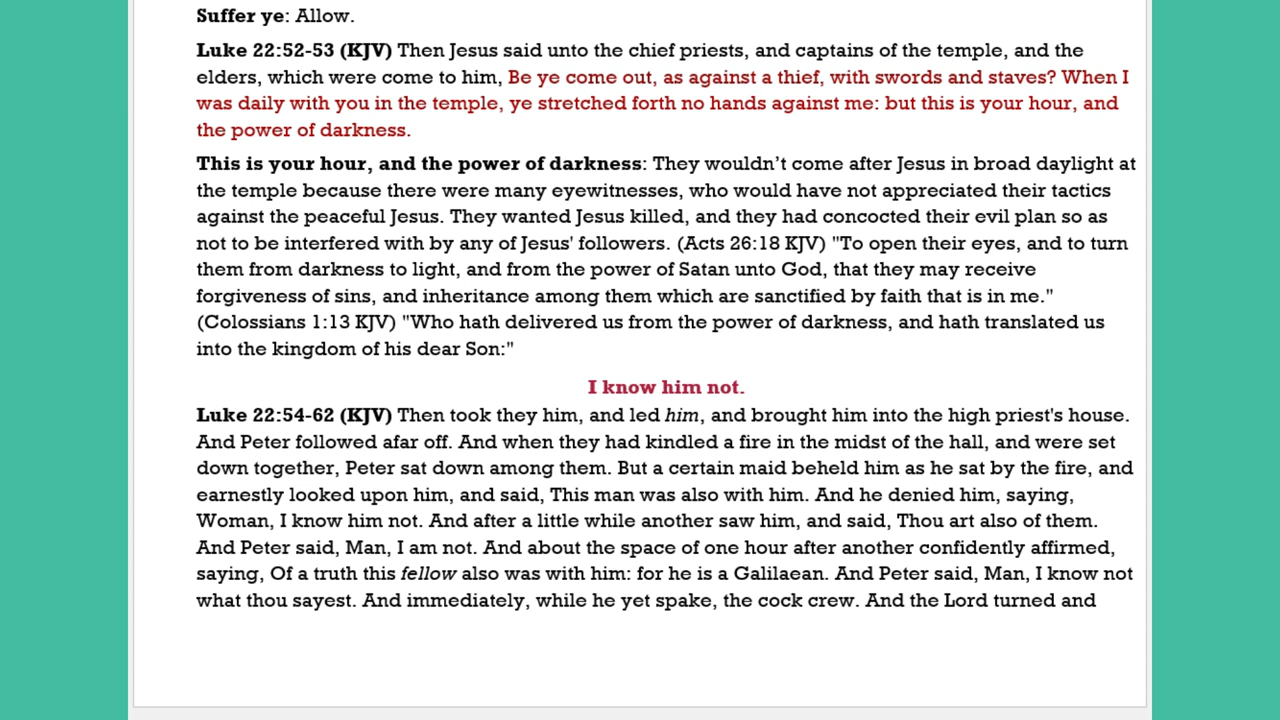 Suffer ye: Allow.
Luke 22:52-53 (KJV) Then Jesus said unto the chief priests, and captains of the temple, and the
elders, which were come to him, Be ye come out, as against a thief, with swords and staves? When I
was daily with you in the temple, ye stretched forth no hands against me: but this is your hour, and
the power of darkness.
This is your hour, and the power of darkness: They wouldn’t come after Jesus in broad daylight at
the temple because there were many eyewitnesses, who would have not appreciated their tactics
against the peaceful Jesus. They wanted Jesus killed, and they had concocted their evil plan so as
not to be interfered with by any of Jesus' followers. (Acts 26:18 KJV) "To open their eyes, and to turn
them from darkness to light, and from the power of Satan unto God, that they may receive
forgiveness of sins, and inheritance among them which are sanctified by faith that is in me."
(Colossians 1:13 KJV) "Who hath delivered us from the power of darkness, and hath translated us
into the kingdom of his dear Son:"
I know him not.
Luke 22:54-62 (KJV) Then took they him, and led him, and brought him into the high priest's house.
And Peter followed afar off. And when they had kindled a fire in the midst of the hall, and were set
down together, Peter sat down among them. But a certain maid beheld him as he sat by the fire, and
earnestly looked upon him, and said, This man was also with him. And he denied him, saying,
Woman, I know him not. And after a little while another saw him, and said, Thou art also of them.
And Peter said, Man, I am not. And about the space of one hour after another confidently affirmed,
saying, Of a truth this fellow also was with him: for he is a Galilaean. And Peter said, Man, I know not
what thou sayest. And immediately, while he yet spake, the cock crew. And the Lord turned and